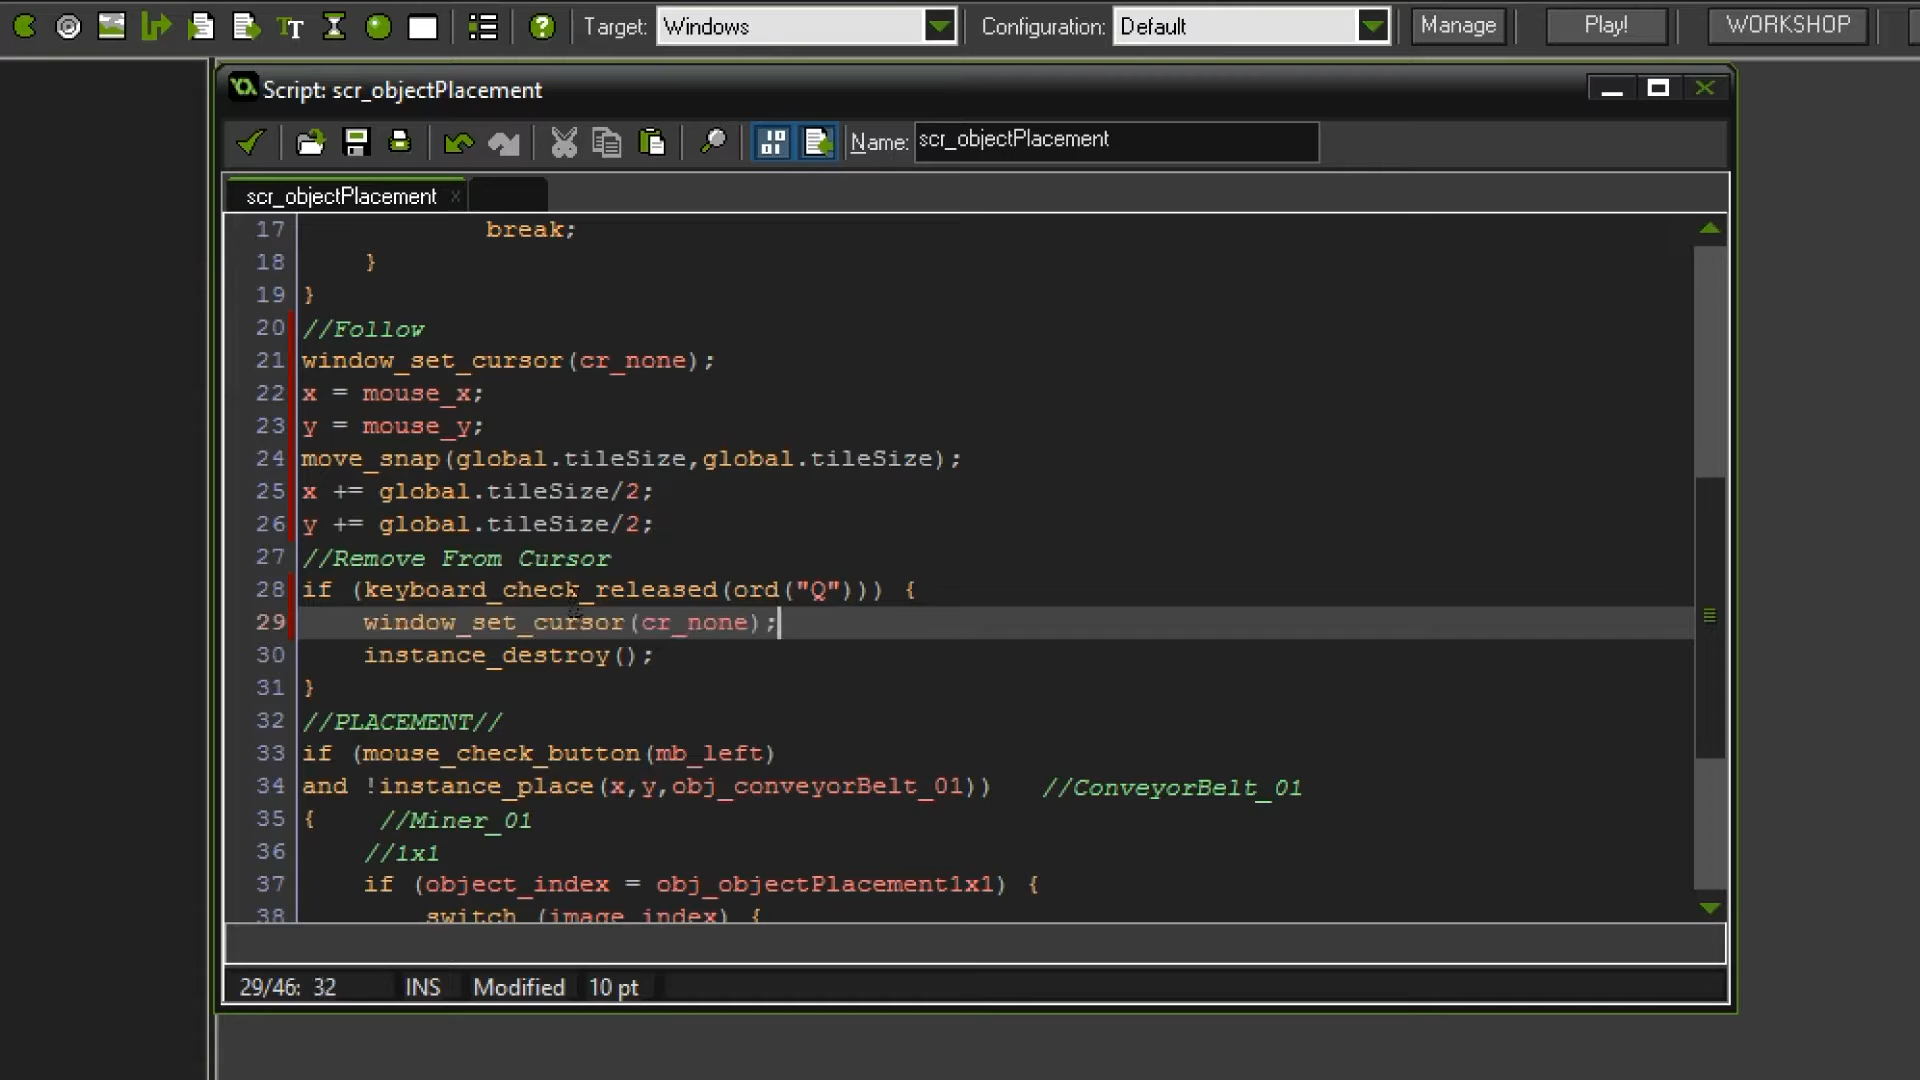 Target: Windows Configuration: Default Manage Play! WORKSHOP
Script: scr_objectPlacement
Name: scr_objectPlacement
scr_objectPlacement x
17 break;
18 }
19 }
20 //Follow
21 window_set_cursor(cr_none);
22 x = mouse_x;
23 y = mouse_y;
24 move_snap(global.tileSize,global.tileSize);
25 x += global.tileSize/2;
26 y += global.tileSize/2;
27 //Remove From Cursor
28 if (keyboard_check_released(ord("Q"))) {
29 window_set_cursor(cr_none);
30 instance_destroy();
31 }
32 //PLACEMENT//
33 if (mouse_check_button(mb_left)
34 and !instance_place(x,y,obj_conveyorBelt_01)) //ConveyorBelt_01
35 { //Miner_01
36 //1x1
37 if (object_index = obj_objectPlacement1x1) {
38 switch (image_index) {
29/46: 32 INS Modified 10 pt